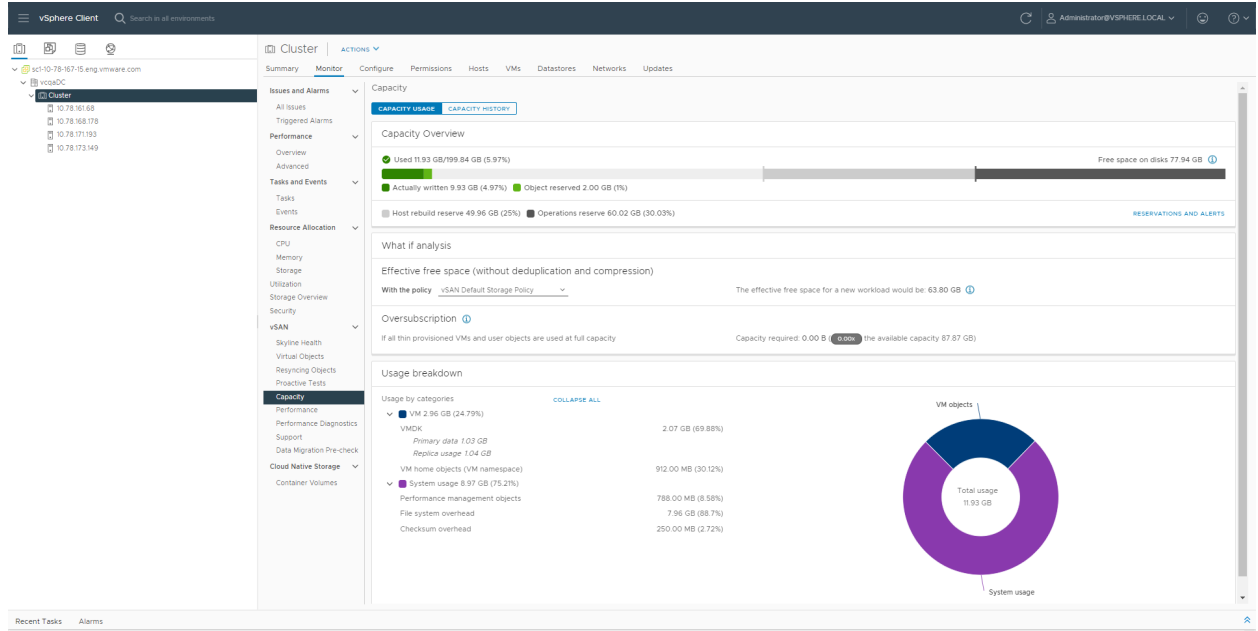 vSphere Client
Search in all environments
Administrator@VSPHERE.LOCAL
sc1-10-78-167-15.eng.vmware.com
vcqaDC
Cluster
10.78.161.68
10.78.168.178
10.78.171.193
10.78.173.149
Cluster
ACTIONS
Summary Monitor Configure Permissions Hosts VMs Datastores Networks Updates
Issues and Alarms
All Issues
Triggered Alarms
Performance
Overview
Advanced
Tasks and Events
Tasks
Events
Resource Allocation
CPU
Memory
Storage
Utilization
Storage Overview
Security
vSAN
Skyline Health
Virtual Objects
Resyncing Objects
Proactive Tests
Capacity
Performance
Performance Diagnostics
Support
Data Migration Pre-check
Cloud Native Storage
Container Volumes
Capacity
CAPACITY USAGE CAPACITY HISTORY
Capacity Overview
Used 11.93 GB/199.84 GB (5.97%) Free space on disks 77.94 GB
Actually written 9.93 GB (4.97%) Object reserved 2.00 GB (1%)
Host rebuild reserve 49.96 GB (25%) Operations reserve 60.02 GB (30.03%) RESERVATIONS AND ALERTS
What if analysis
Effective free space (without deduplication and compression)
With the policy vSAN Default Storage Policy The effective free space for a new workload would be: 63.80 GB
Oversubscription
If all thin provisioned VMs and user objects are used at full capacity Capacity required: 0.00 B ( 0.00x the available capacity 87.87 GB)
Usage breakdown
Usage by categories COLLAPSE ALL
VM 2.96 GB (24.79%)
VMDK 2.07 GB (69.88%)
Primary data 1.03 GB
Replica usage 1.04 GB
VM home objects (VM namespace) 912.00 MB (30.12%)
System usage 8.97 GB (75.21%)
Performance management objects 788.00 MB (8.58%)
File system overhead 7.96 GB (88.7%)
Checksum overhead 250.00 MB (2.72%)
VM objects
Total usage
11.93 GB
System usage
Recent Tasks Alarms